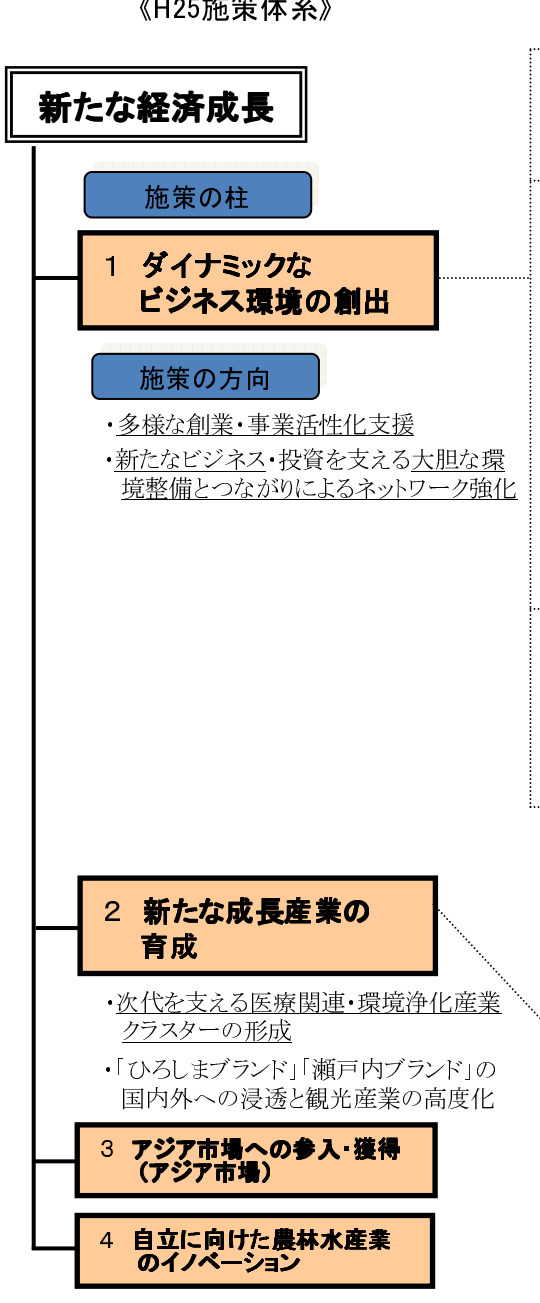 《H25施策体系》
新たな経済成長
施策の柱
1 ダイナミックな
ビジネス環境の創出
施策の方向
・多様な創業・事業活性化支援
・新たなビジネス・投資を支える大胆な環
境整備とつながりによるネットワーク強化
2 新たな成長産業の
育成
・次代を支える医療関連・環境浄化産業
クラスターの形成
・「ひろしまブランド」「瀬戸内ブランド」の
国内外への浸透と観光産業の高度化
3 アジア市場への参入・獲得
(アジア市場)
4 自立に向けた農林水産業
のイノベーション